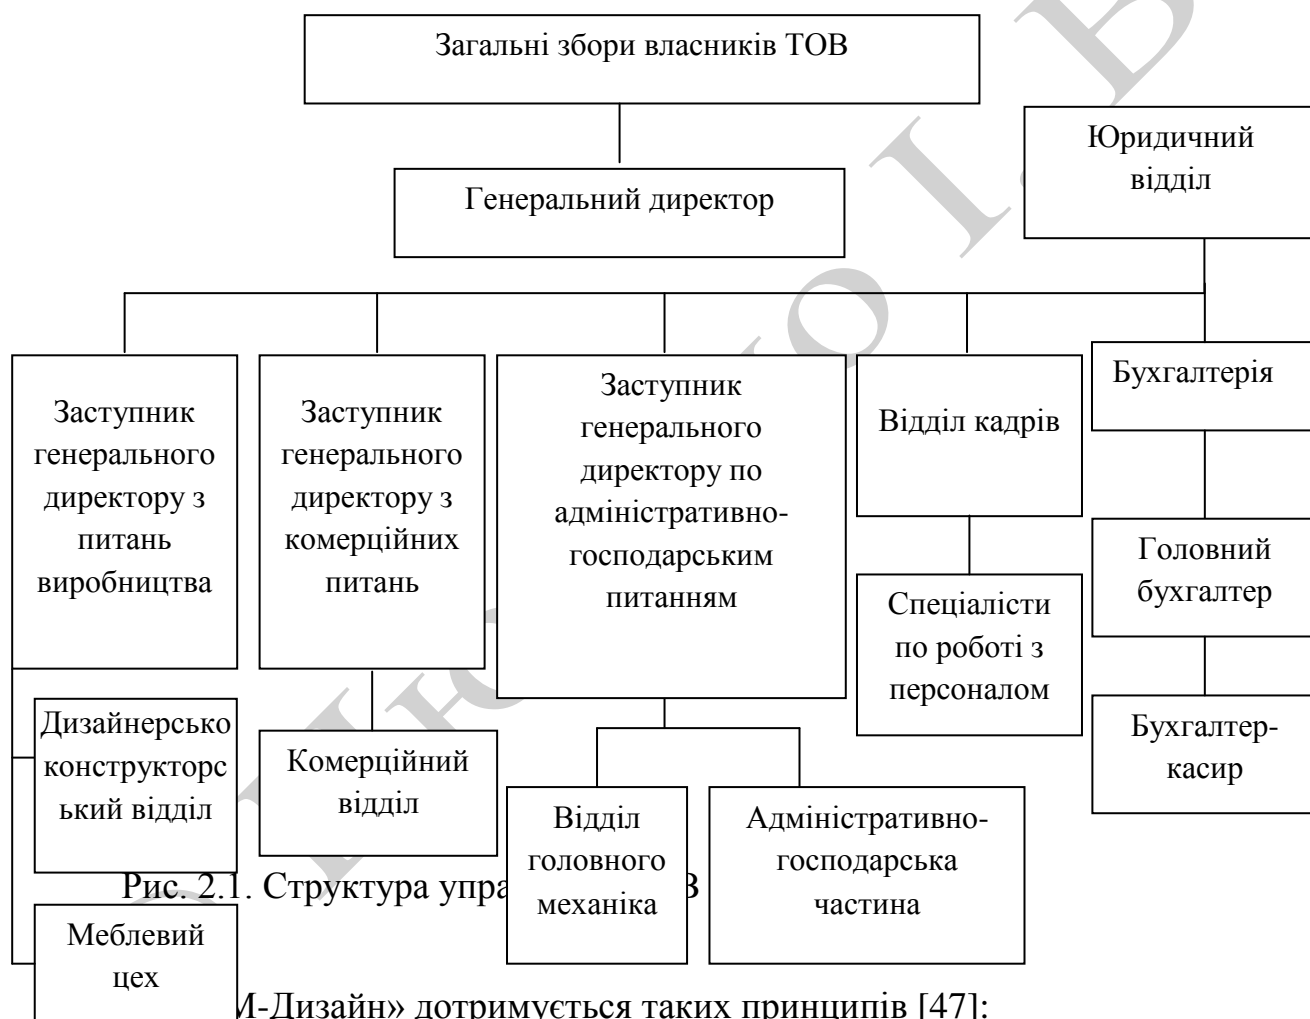 Загальні збори власників ТОВ
Юридичний
відділ
Генеральний директор
Заступник
генерального
директору з
питань
виробництва
Заступник
генерального
директору з
комерційних
питань
Заступник
генерального
директору по
адміністративно-
господарським
питанням
Відділ кадрів
Бухгалтерія
Спеціалісти
по роботі з
персоналом
Головний
бухгалтер
Бухгалтер-
касир
Дизайнерсько
конструкторс
ький відділ
Комерційний
відділ
Відділ
головного
механіка
Адміністративно-
господарська
частина
Рис. 2.1. Структура упра
В
Меблевий
цех
М-Дизайн» дотримується таких принципів [47]: